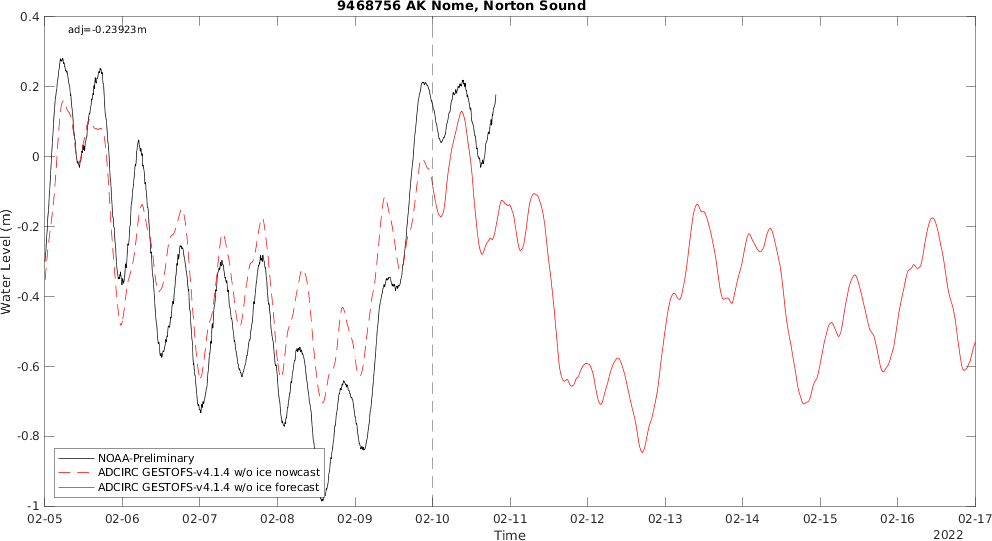 9468756 AK Nome, Norton Sound
adj=-0.23923m
0.4
0.2
0
-0.2
-0.4
-0.6
-0.8
-1
Water Level (m)
NOAA-Preliminary
ADCIRC GESTOFS-v4.1.4 w/o ice nowcast
ADCIRC GESTOFS-v4.1.4 w/o ice forecast
02-05 02-06 02-07 02-08 02-09 02-10 02-11 02-12 02-13 02-14 02-15 02-16 02-17
Time
2022